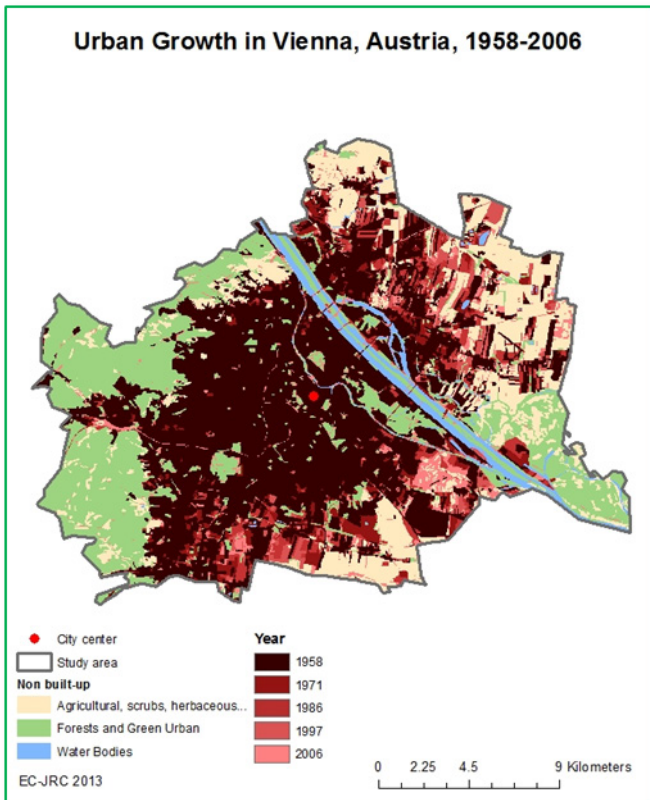 Urban Growth in Vienna, Austria, 1958-2006
City center
Study area
Non built-up
Agricultural, scrubs, herbaceous...
Forests and Green Urban
Water Bodies
EC-JRC 2013
Year
1958
1971
1986
1997
2006
0 2.25 4.5 9 Kilometers